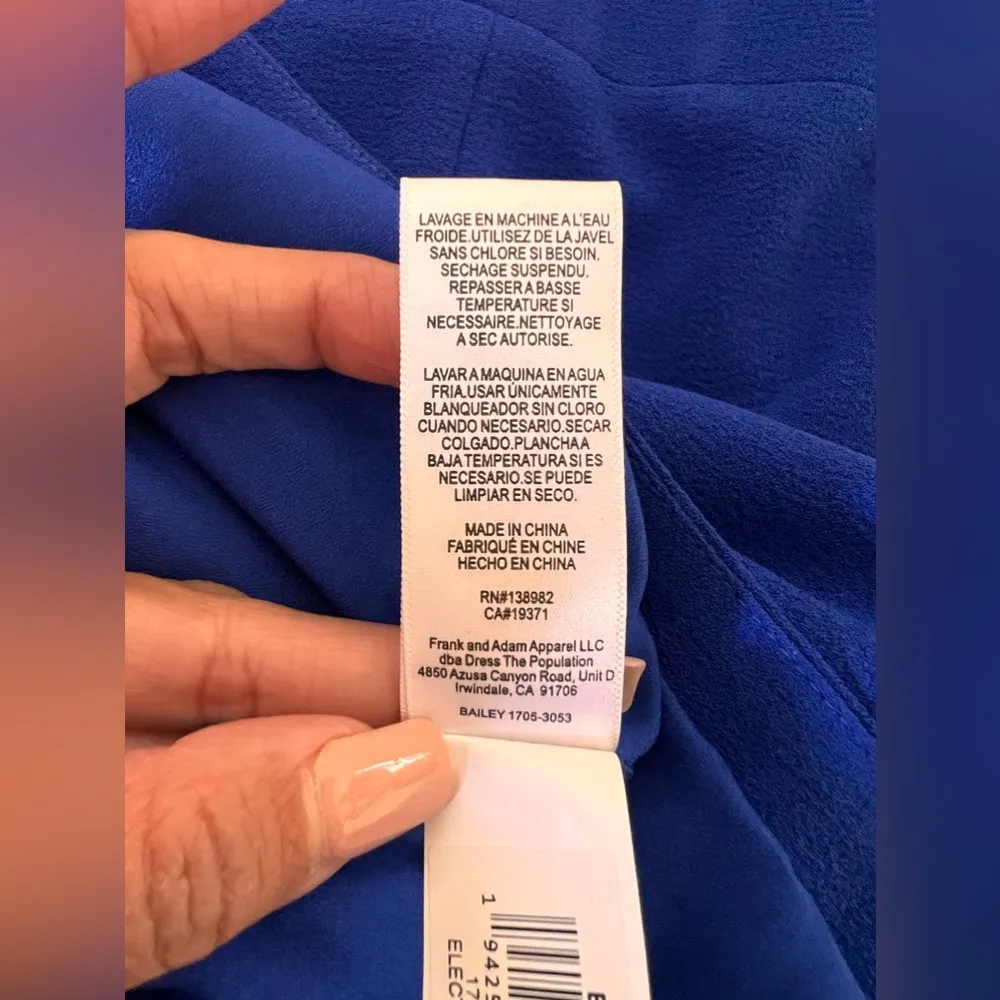 LAVAGE EN MACHINE A L'EAU
FROIDE.UTILISEZ DE LA JAVEL
SANS CHLORE SI BESOIN.
SECHAGE SUSPENDU.
REPASSER A BASSE
TEMPERATURE SI
NECESSAIRE.NETTOYAGE
A SEC AUTORISE.
LAVAR A MAQUINA EN AGUA
FRIA.USAR ÚNICAMENTE
BLANQUEADOR SIN CLORO
CUANDO NECESARIO.SECAR
COLGADO.PLANCHA A
BAJA TEMPERATURA SI ES
NECESARIO.SE PUEDE
LIMPIAR EN SECO.
MADE IN CHINA
FABRIQUÉ EN CHINE
HECHO EN CHINA
RN#138982
CA#19371
Frank and Adam Apparel LLC
dba Dress The Population
4850 Azusa Canyon Road, Unit D
Irwindale, CA 91706
BAILEY 1705-3053
1 9425
17
ELEC